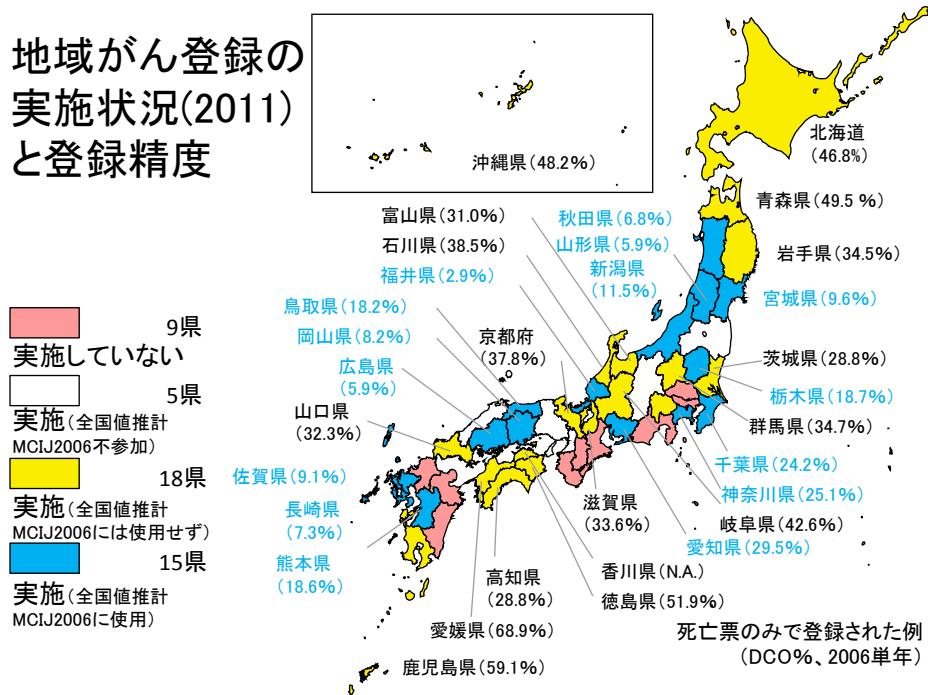 地域がん登録の
実施状況(2011)
と登録精度
沖縄県(48.2%)
北海道
(46.8%)
青森県(49.5 %)
岩手県(34.5%)
宮城県(9.6%)
富山県(31.0%)
石川県(38.5%)
福井県(2.9%)
鳥取県(18.2%)
岡山県(8.2%)
広島県
(5.9%)
山口県
(32.3%)
京都府
(37.8%)
秋田県(6.8%)
山形県(5.9%)
新潟県
(11.5%)
茨城県(28.8%)
栃木県(18.7%)
群馬県(34.7%)
千葉県(24.2%)
神奈川県(25.1%)
岐阜県(42.6%)
愛知県(29.5%)
滋賀県
(33.6%)
香川県(N.A.)
徳島県(51.9%)
高知県
(28.8%)
愛媛県(68.9%)
鹿児島県(59.1%)
佐賀県(9.1%)
長崎県
(7.3%)
熊本県
(18.6%)
9県
実施していない
5県
実施(全国値推計
MCIJ2006不参加)
18県
実施(全国値推計
MCIJ2006には使用せず)
15県
実施(全国値推計
MCIJ2006に使用)
死亡票のみで登録された例
(DCO%、2006単年)